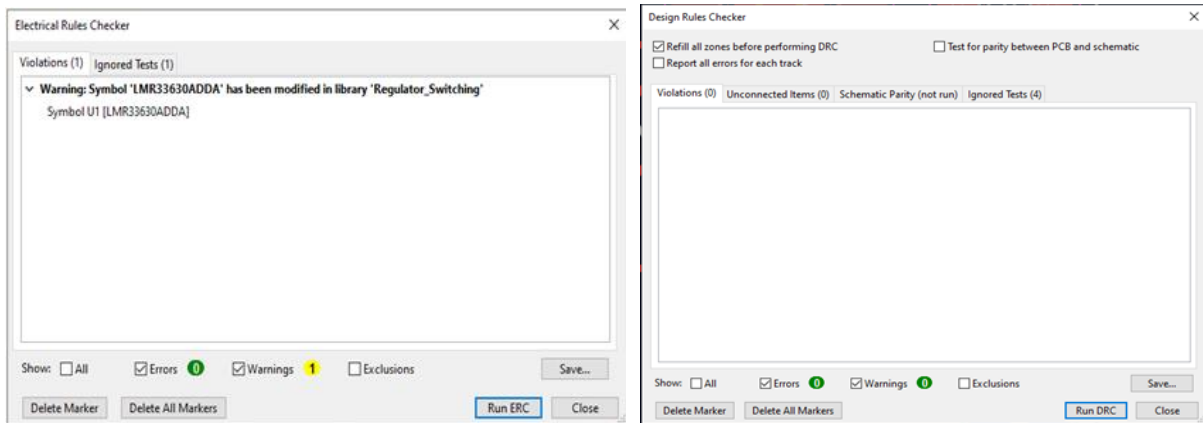 Electrical Rules Checker
Violations (1) Ignored Tests (1)
Warning: Symbol 'LMR33630ADDA' has been modified in library 'Regulator_Switching'
Symbol U1 [LMR33630ADDA]
Show: All Errors 0 Warnings 1 Exclusions Save...
Delete Marker Delete All Markers Run ERC Close
Design Rules Checker
Refill all zones before performing DRC Test for parity between PCB and schematic
Report all errors for each track
Violations (0) Unconnected Items (0) Schematic Parity (not run) Ignored Tests (4)
Show: All Errors 0 Warnings 0 Exclusions Save...
Delete Marker Delete All Markers Run DRC Close